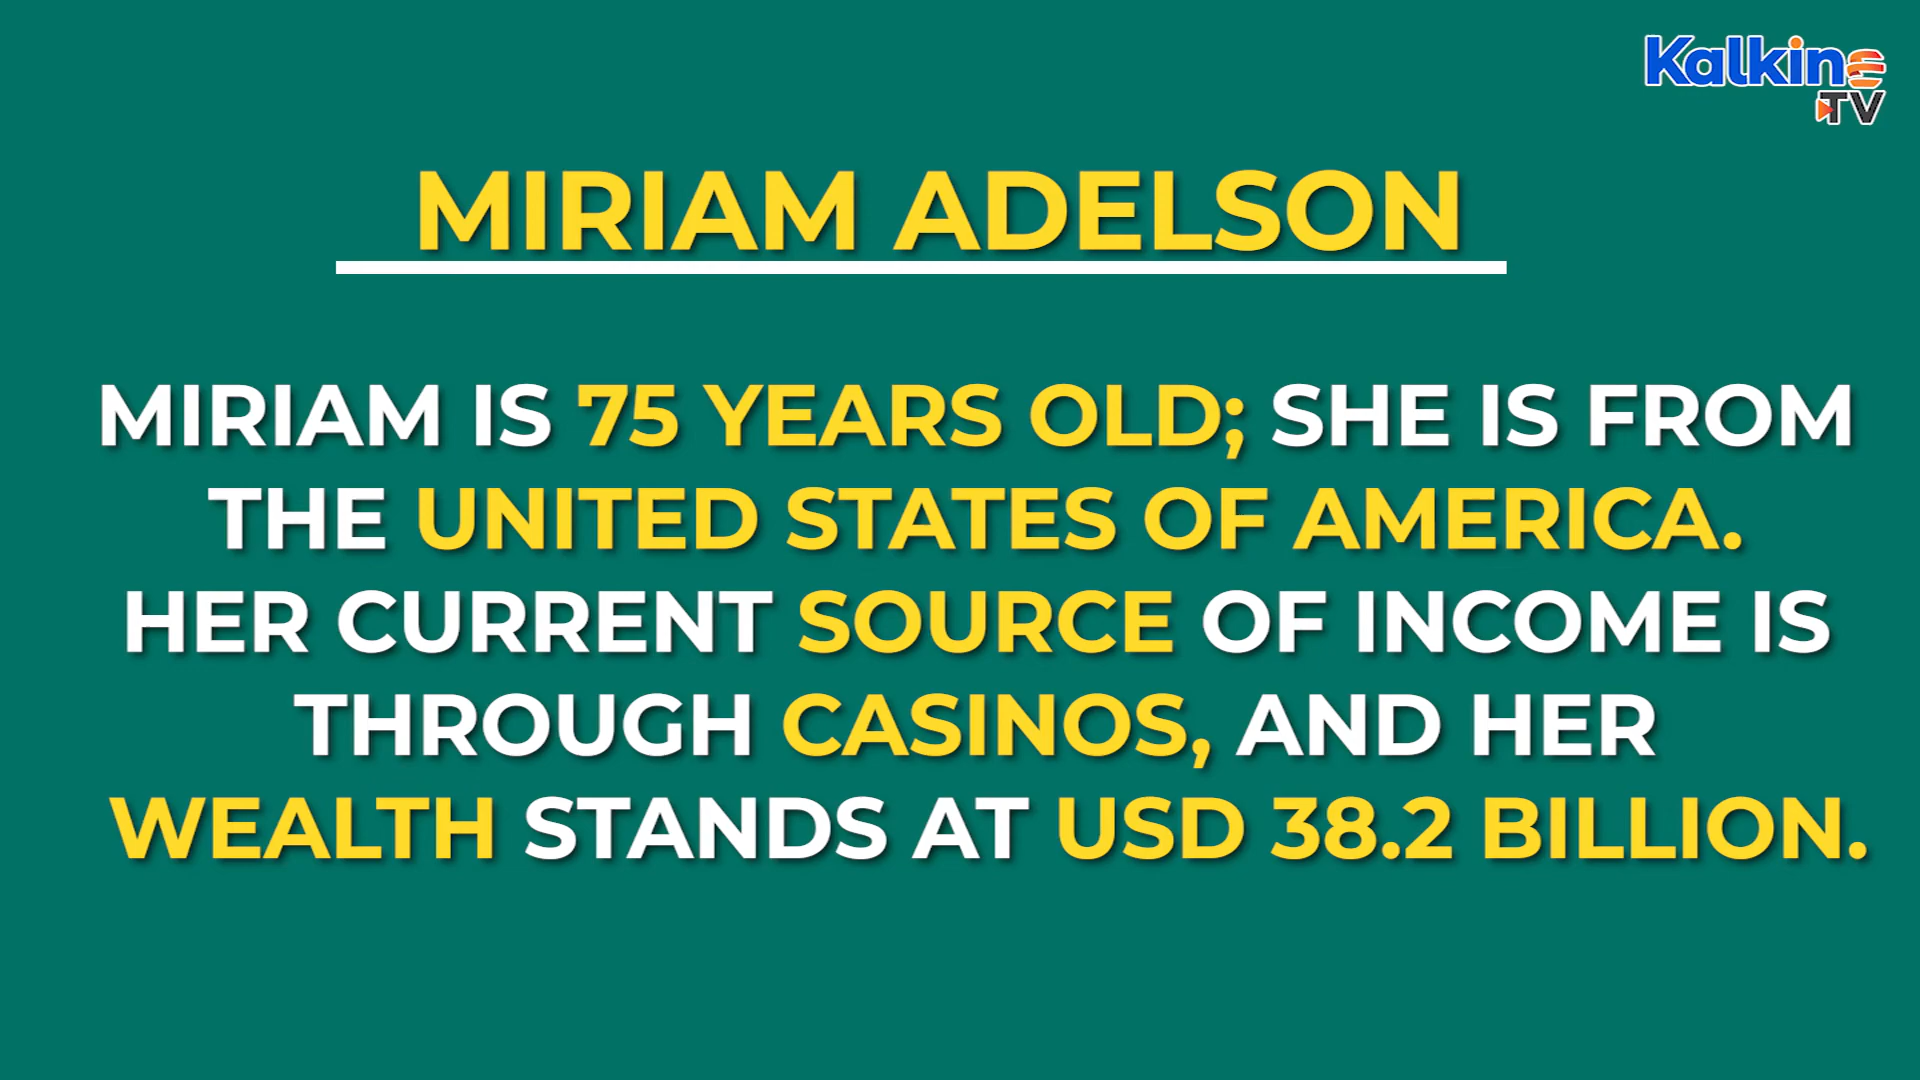 Kalkine
TV
MIRIAM ADELSON
MIRIAM IS 75 YEARS OLD; SHE IS FROM
THE UNITED STATES OF AMERICA.
HER CURRENT SOURCE OF INCOME IS
THROUGH CASINOS, AND HER
WEALTH STANDS AT USD 38.2 BILLION.